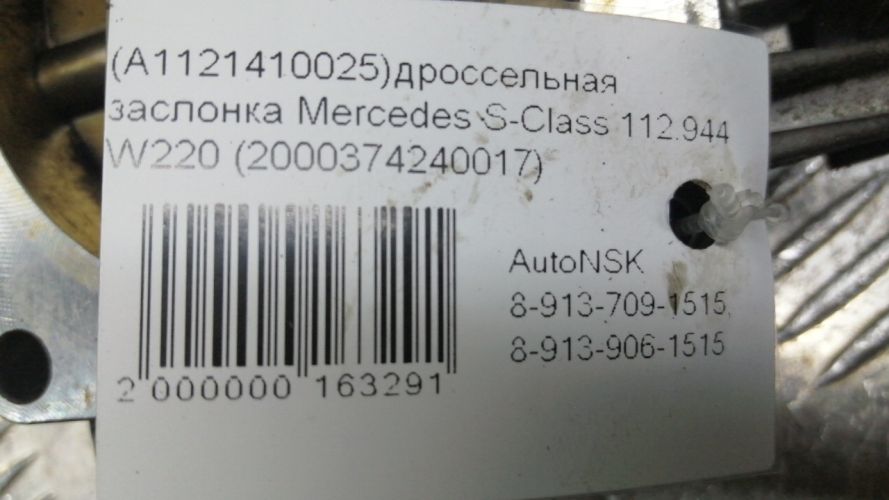 (A1121410025)дроссельная
заслонка Mercedes S-Class 112.944
W220 (2000374240017)
AutoNSK
8-913-709-1515,
8-913-906-1515
2 000000 163291